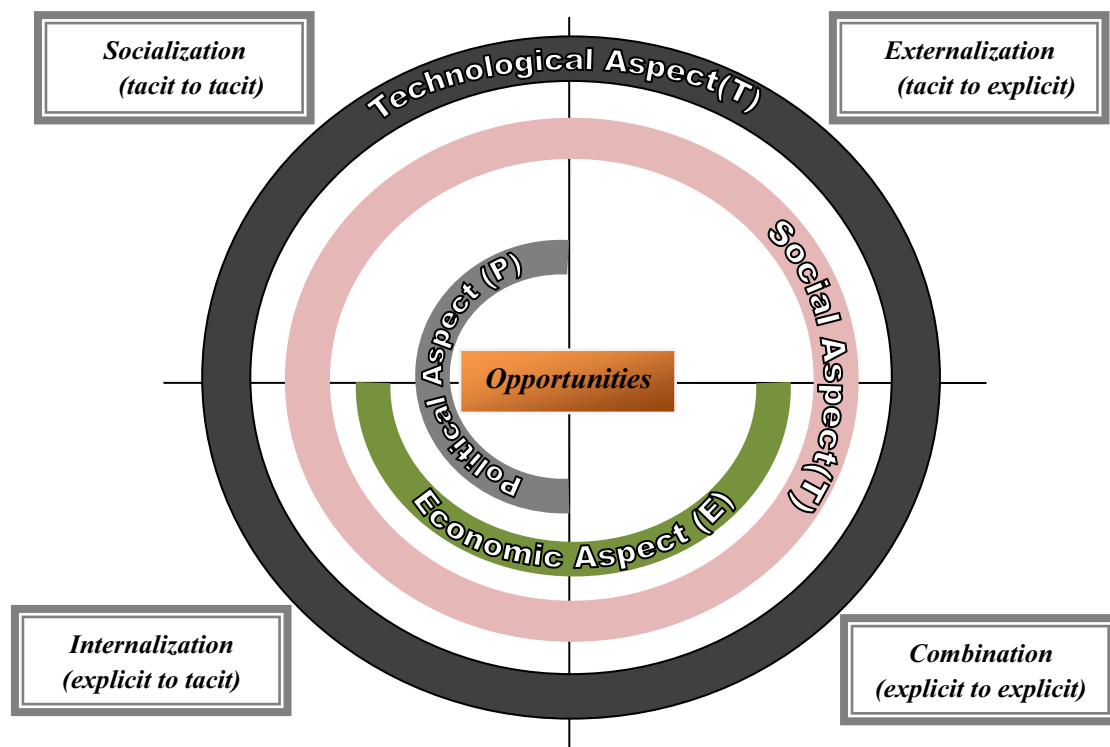 Socialization
(tacit to tacit)
Externalization
(tacit to explicit)
Technological Aspect(T)
Social Aspect(T)
Political Aspect (P)
Opportunities
Economic Aspect (E)
Internalization
(explicit to tacit)
Combination
(explicit to explicit)